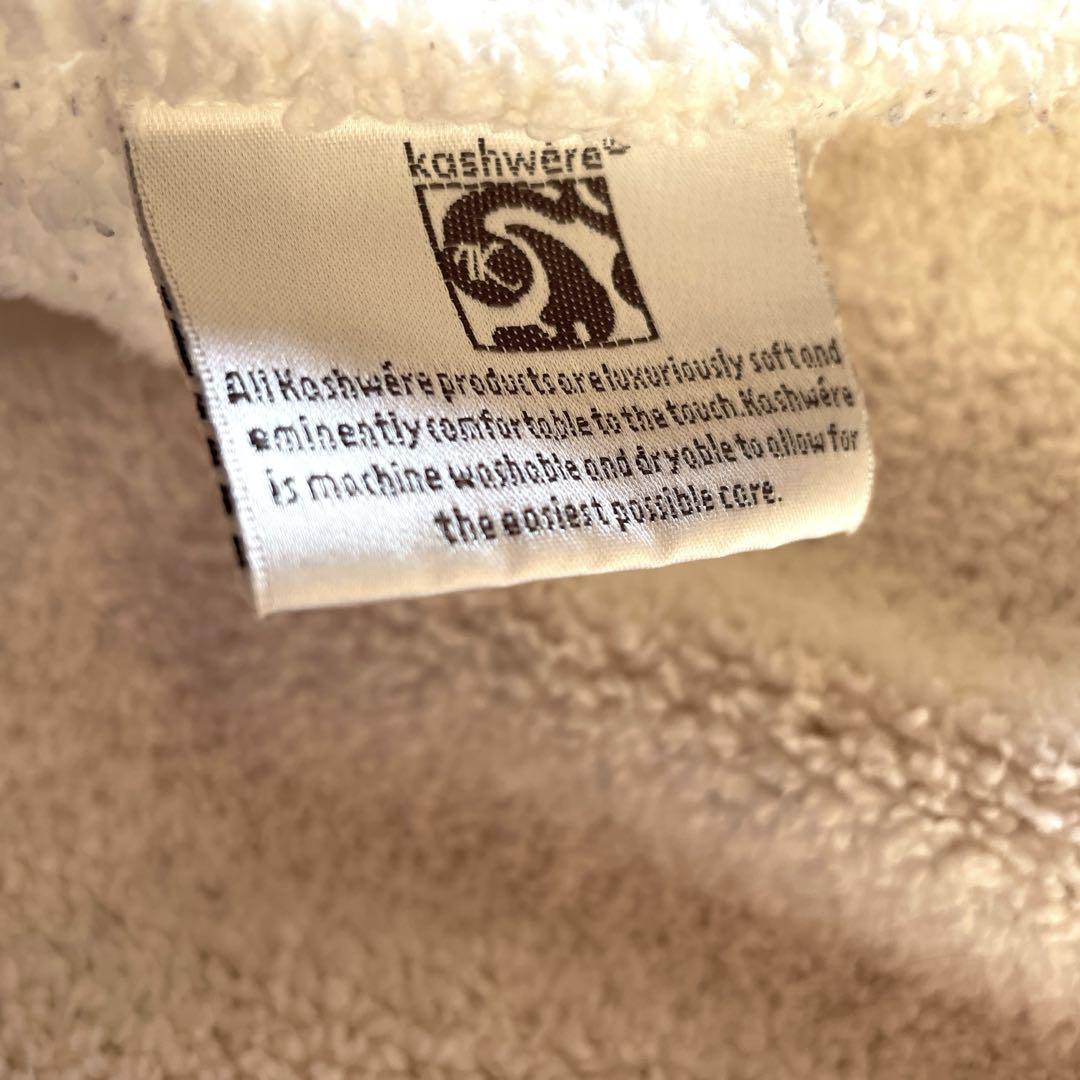 kashwére
K
All Kashwére products are luxuriously soft and
eminently comfortable to the touch. Kashwére
is machine washable and dryable to allow for
the easiest possible care.